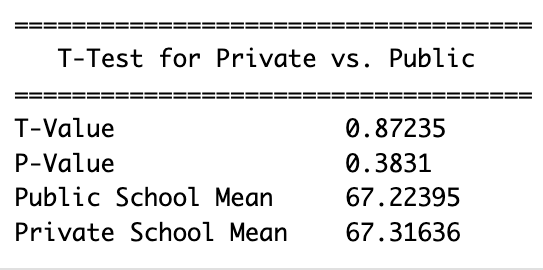 ====================================
T-Test for Private vs. Public
====================================
T-Value 0.87235
P-Value 0.3831
Public School Mean 67.22395
Private School Mean 67.31636